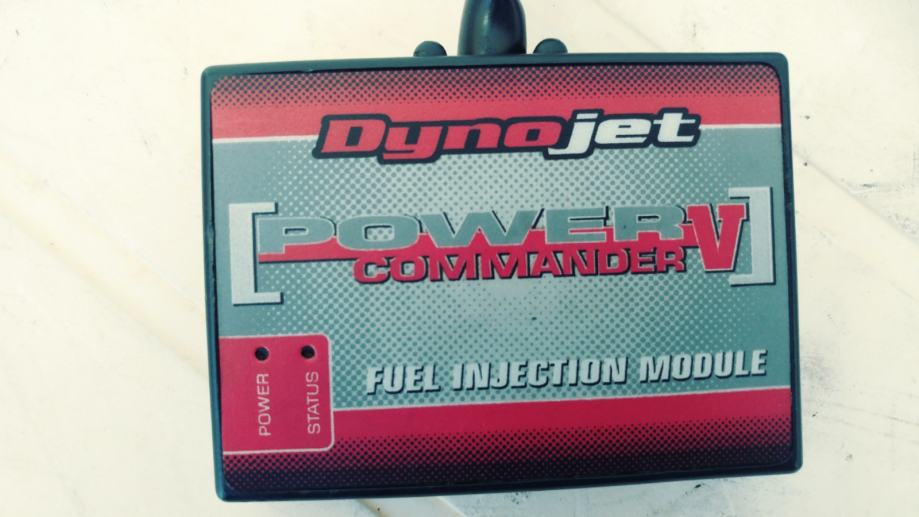 Dynojet
POWER V
COMMANDER
FUEL INJECTION MODULE
POWER
STATUS